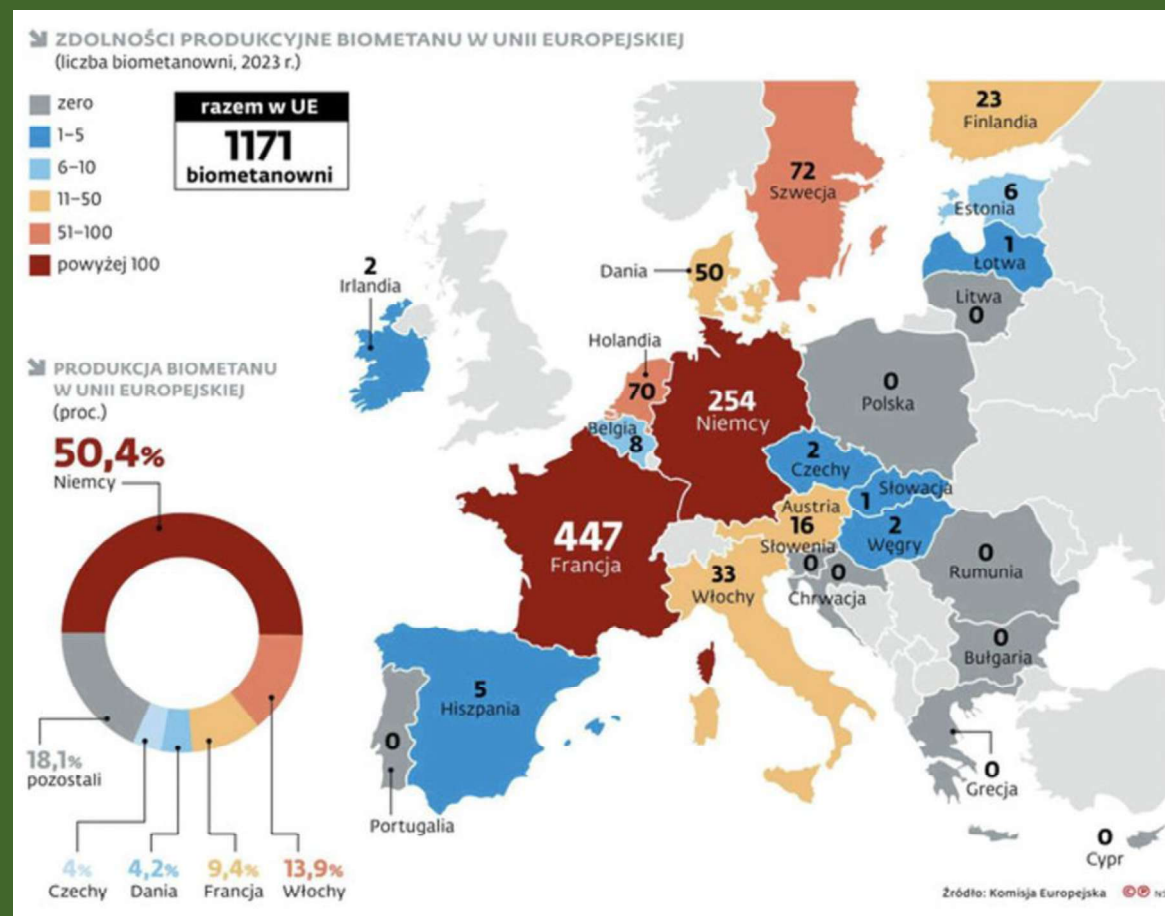 ZDOLNOŚCI PRODUKCYJNE BIOMETANU W UNII EUROPEJSKIEJ
(liczba biometanowni, 2023 r.)
zero
1–5
6–10
11–50
51–100
powyżej 100
razem w UE
1171
biometanowni
23
Finlandia
72
Szwecja
6
Estonia
1
Łotwa
Litwa
0
Dania
50
2
Irlandia
Holandia
70
0
Polska
254
Niemcy
Belgia
8
2
Czechy
Słowacja
1
Austria
16
2
Węgry
447
Francja
Słowenia
0
0
Chrwacja
33
Włochy
0
Rumunia
0
Bułgaria
5
Hiszpania
0
Portugalia
0
Grecja
0
Cypr
PRODUKCJA BIOMETANU
W UNII EUROPEJSKIEJ
(proc.)
50,4%
Niemcy
18,1%
pozostali
4%
Czechy
4,2%
Dania
9,4%
Francja
13,9%
Włochy
Źródło: Komisja Europejska ©℗